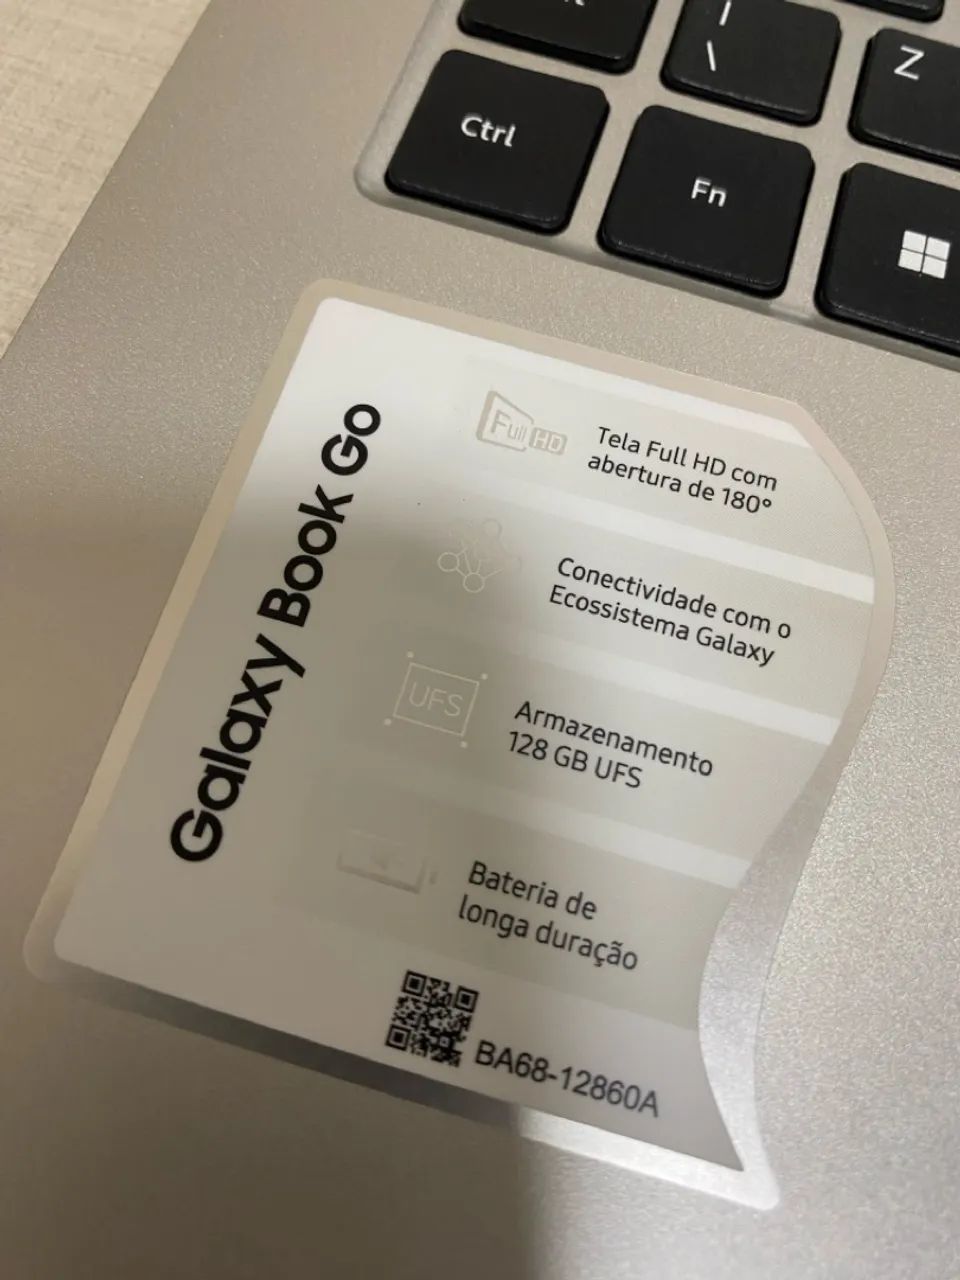 |
\
Z
Ctrl
Fn
Galaxy Book Go
Full HD
Tela Full HD com
abertura de 180°
Conectividade com o
Ecossistema Galaxy
UFS
Armazenamento
128 GB UFS
Bateria de
longa duração
BA68-12860A